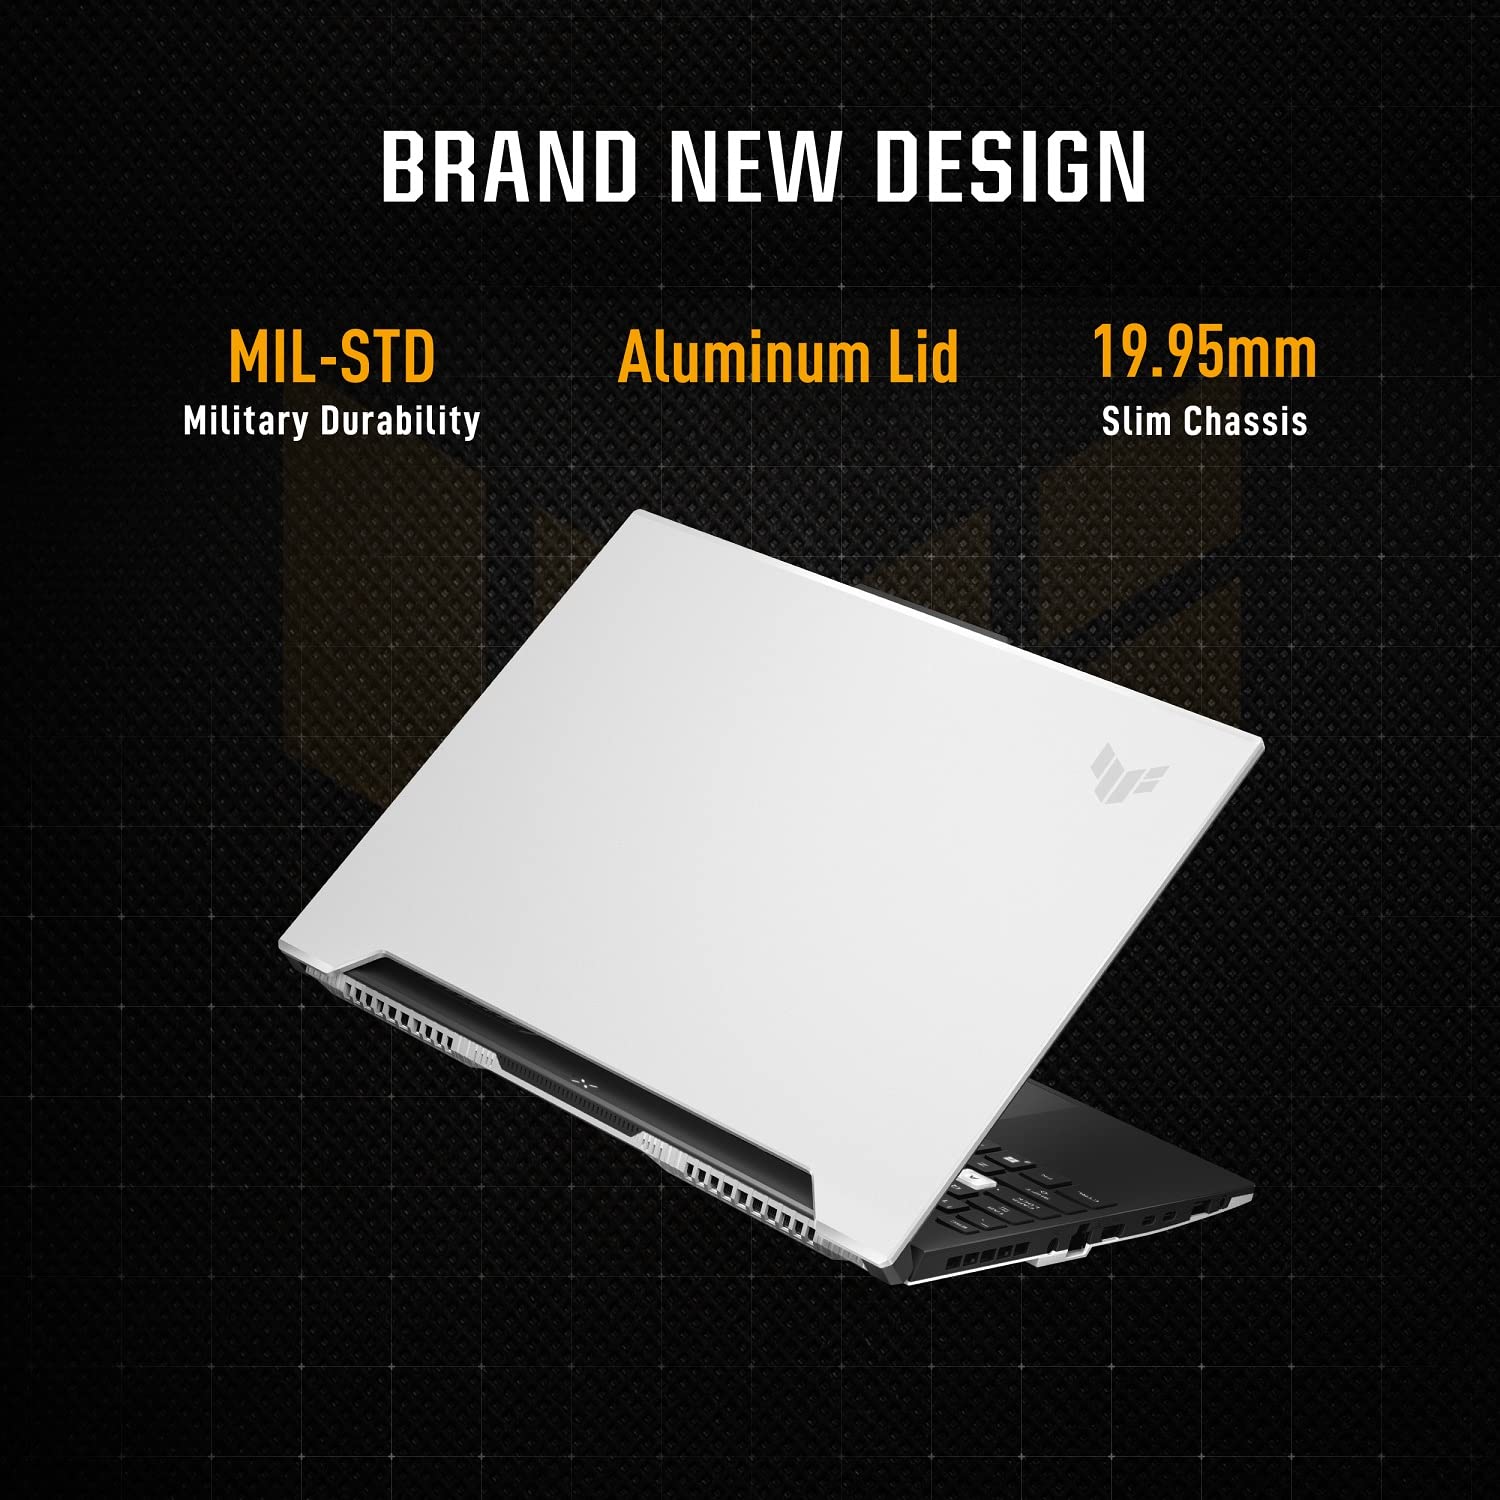 BRAND NEW DESIGN
MIL-STD
Military Durability
Aluminum Lid
19.95mm
Slim Chassis